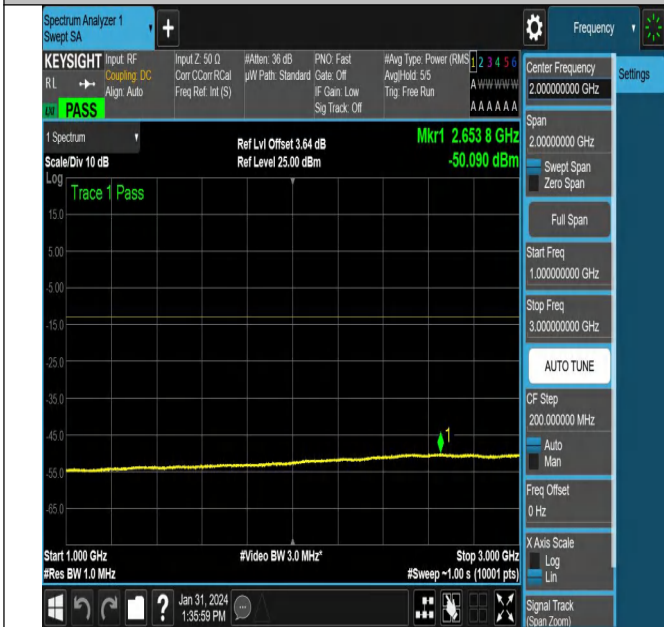 Spectrum Analyzer 1
Swept SA
+
Frequency
KEYSIGHT
RL
PASS
Input: RF
Coupling: DC
Align: Auto
Input Z: 50 Ω
Corr CCorr RCal
Freq Ref: Int (S)
#Atten: 36 dB
µW Path: Standard
PNO: Fast
Gate: Off
IF Gain: Low
Sig Track: Off
#Avg Type: Power (RMS
Avg|Hold: 5/5
Trig: Free Run
1 2 3 4 5 6
A W W W W W
A A A A A A
1 Spectrum
Scale/Div 10 dB
Ref Lvl Offset 3.64 dB
Ref Level 25.00 dBm
Mkr1 2.653 8 GHz
-50.090 dBm
Log
Trace 1 Pass
15.0
5.00
-5.00
-15.0
-25.0
-35.0
-45.0
-55.0
-65.0
1
Start 1.000 GHz
#Res BW 1.0 MHz
#Video BW 3.0 MHz*
Stop 3.000 GHz
#Sweep ~1.00 s (10001 pts)
Center Frequency
2.000000000 GHz
Settings
Span
2.00000000 GHz
Swept Span
Zero Span
Full Span
Start Freq
1.000000000 GHz
Stop Freq
3.000000000 GHz
AUTO TUNE
CF Step
200.000000 MHz
Auto
Man
Freq Offset
0 Hz
X Axis Scale
Log
Lin
Signal Track
(Span Zoom)
?
Jan 31, 2024
1:35:59 PM